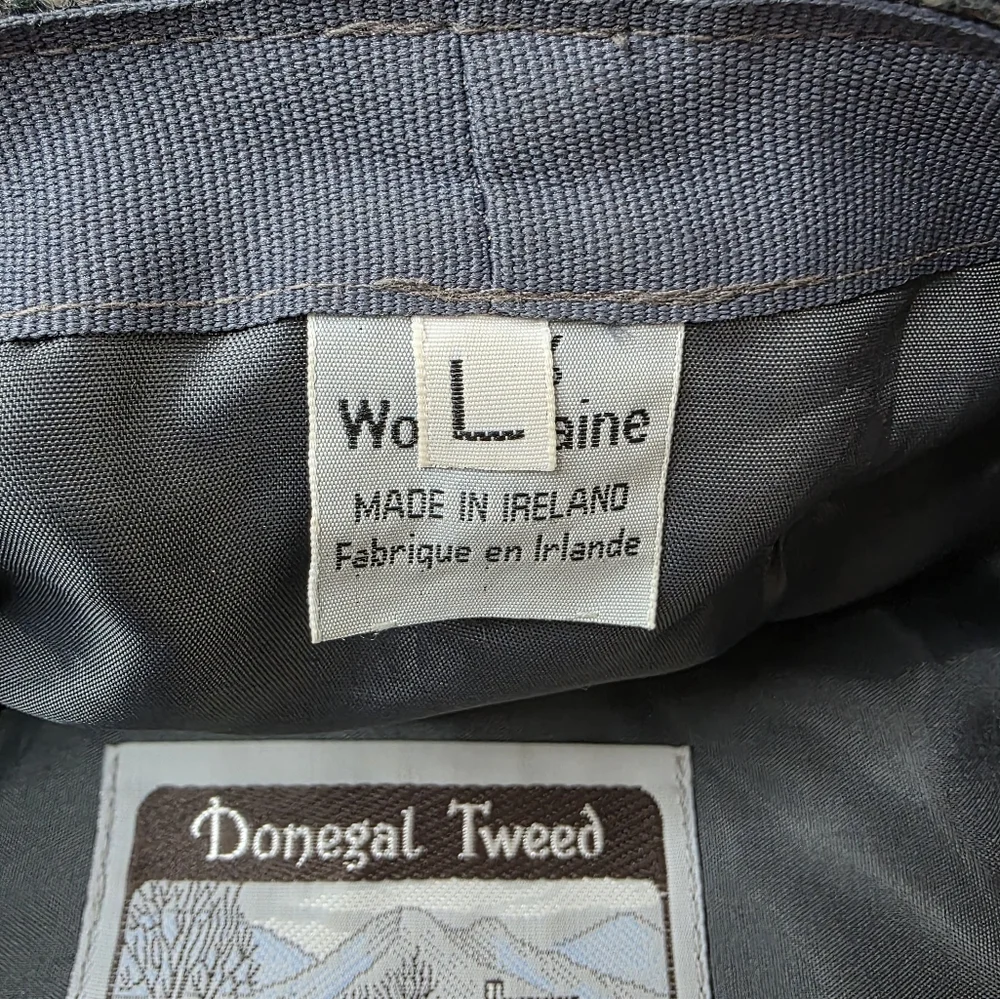 L
MADE IN IRELAND
Fabrique en Irlande
Donegal Tweed